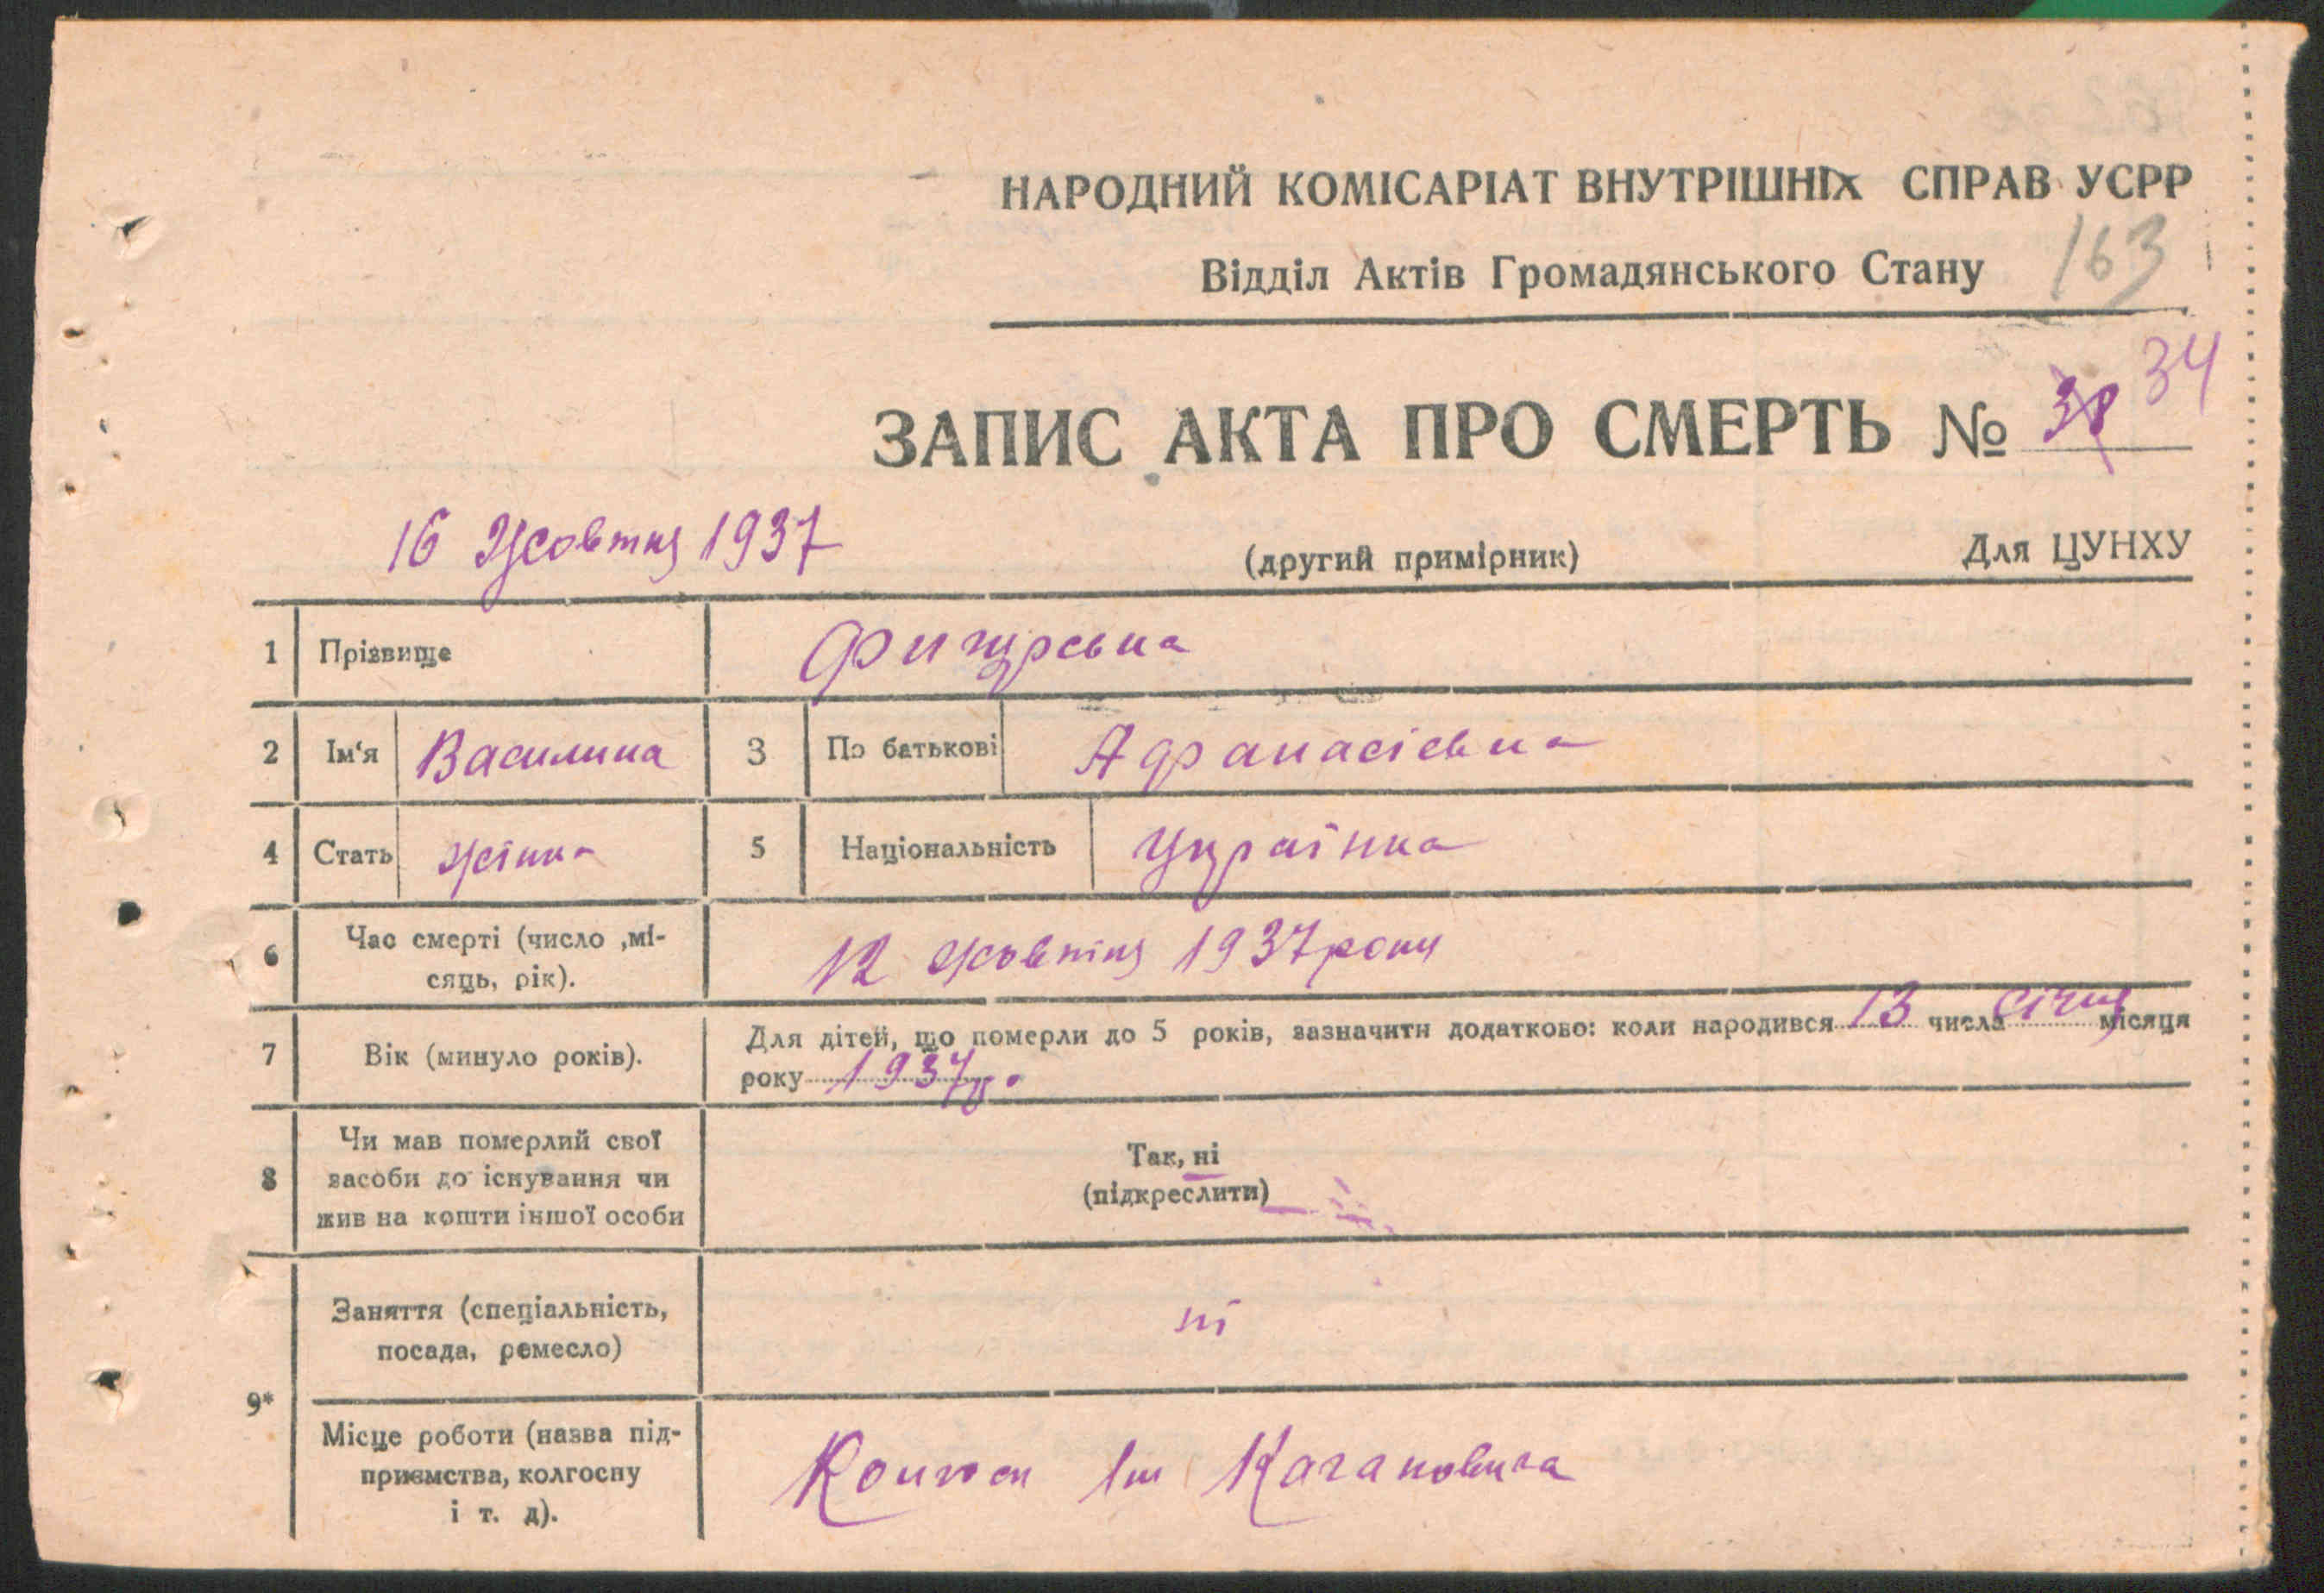 НАРОДНИЙ КОМІСАРІАТ ВНУТРІШНІХ СПРАВ УСРР
Відділ Актів Громадянського Стану 163
34
ЗАПИС АКТА ПРО СМЕРТЬ №
16 Жовтня 1937
(другий примірник) Для ЦУНХУ
1 Прізвище
2 Ім'я Василина 3 По батькові Афанасієвна
4 Стать жінка 5 Національність Українка
6 Час смерті (число ,мі-
сяць, рік). 12 жовтня 1937 року
7 Вік (минуло років). Для дітей, що померли до 5 років, зазначити додатково: коли народився 13 числа січня місяця
року 1937 р.
8 Чи мав померлий свої
засоби до існування чи
жив на кошти іншої особи
Так, ні
(підкреслити)
9* Заняття (спеціальність,
посада, ремесло) ні
Місце роботи (назва під-
приємства, колгоспу
і т. д). Кагановича